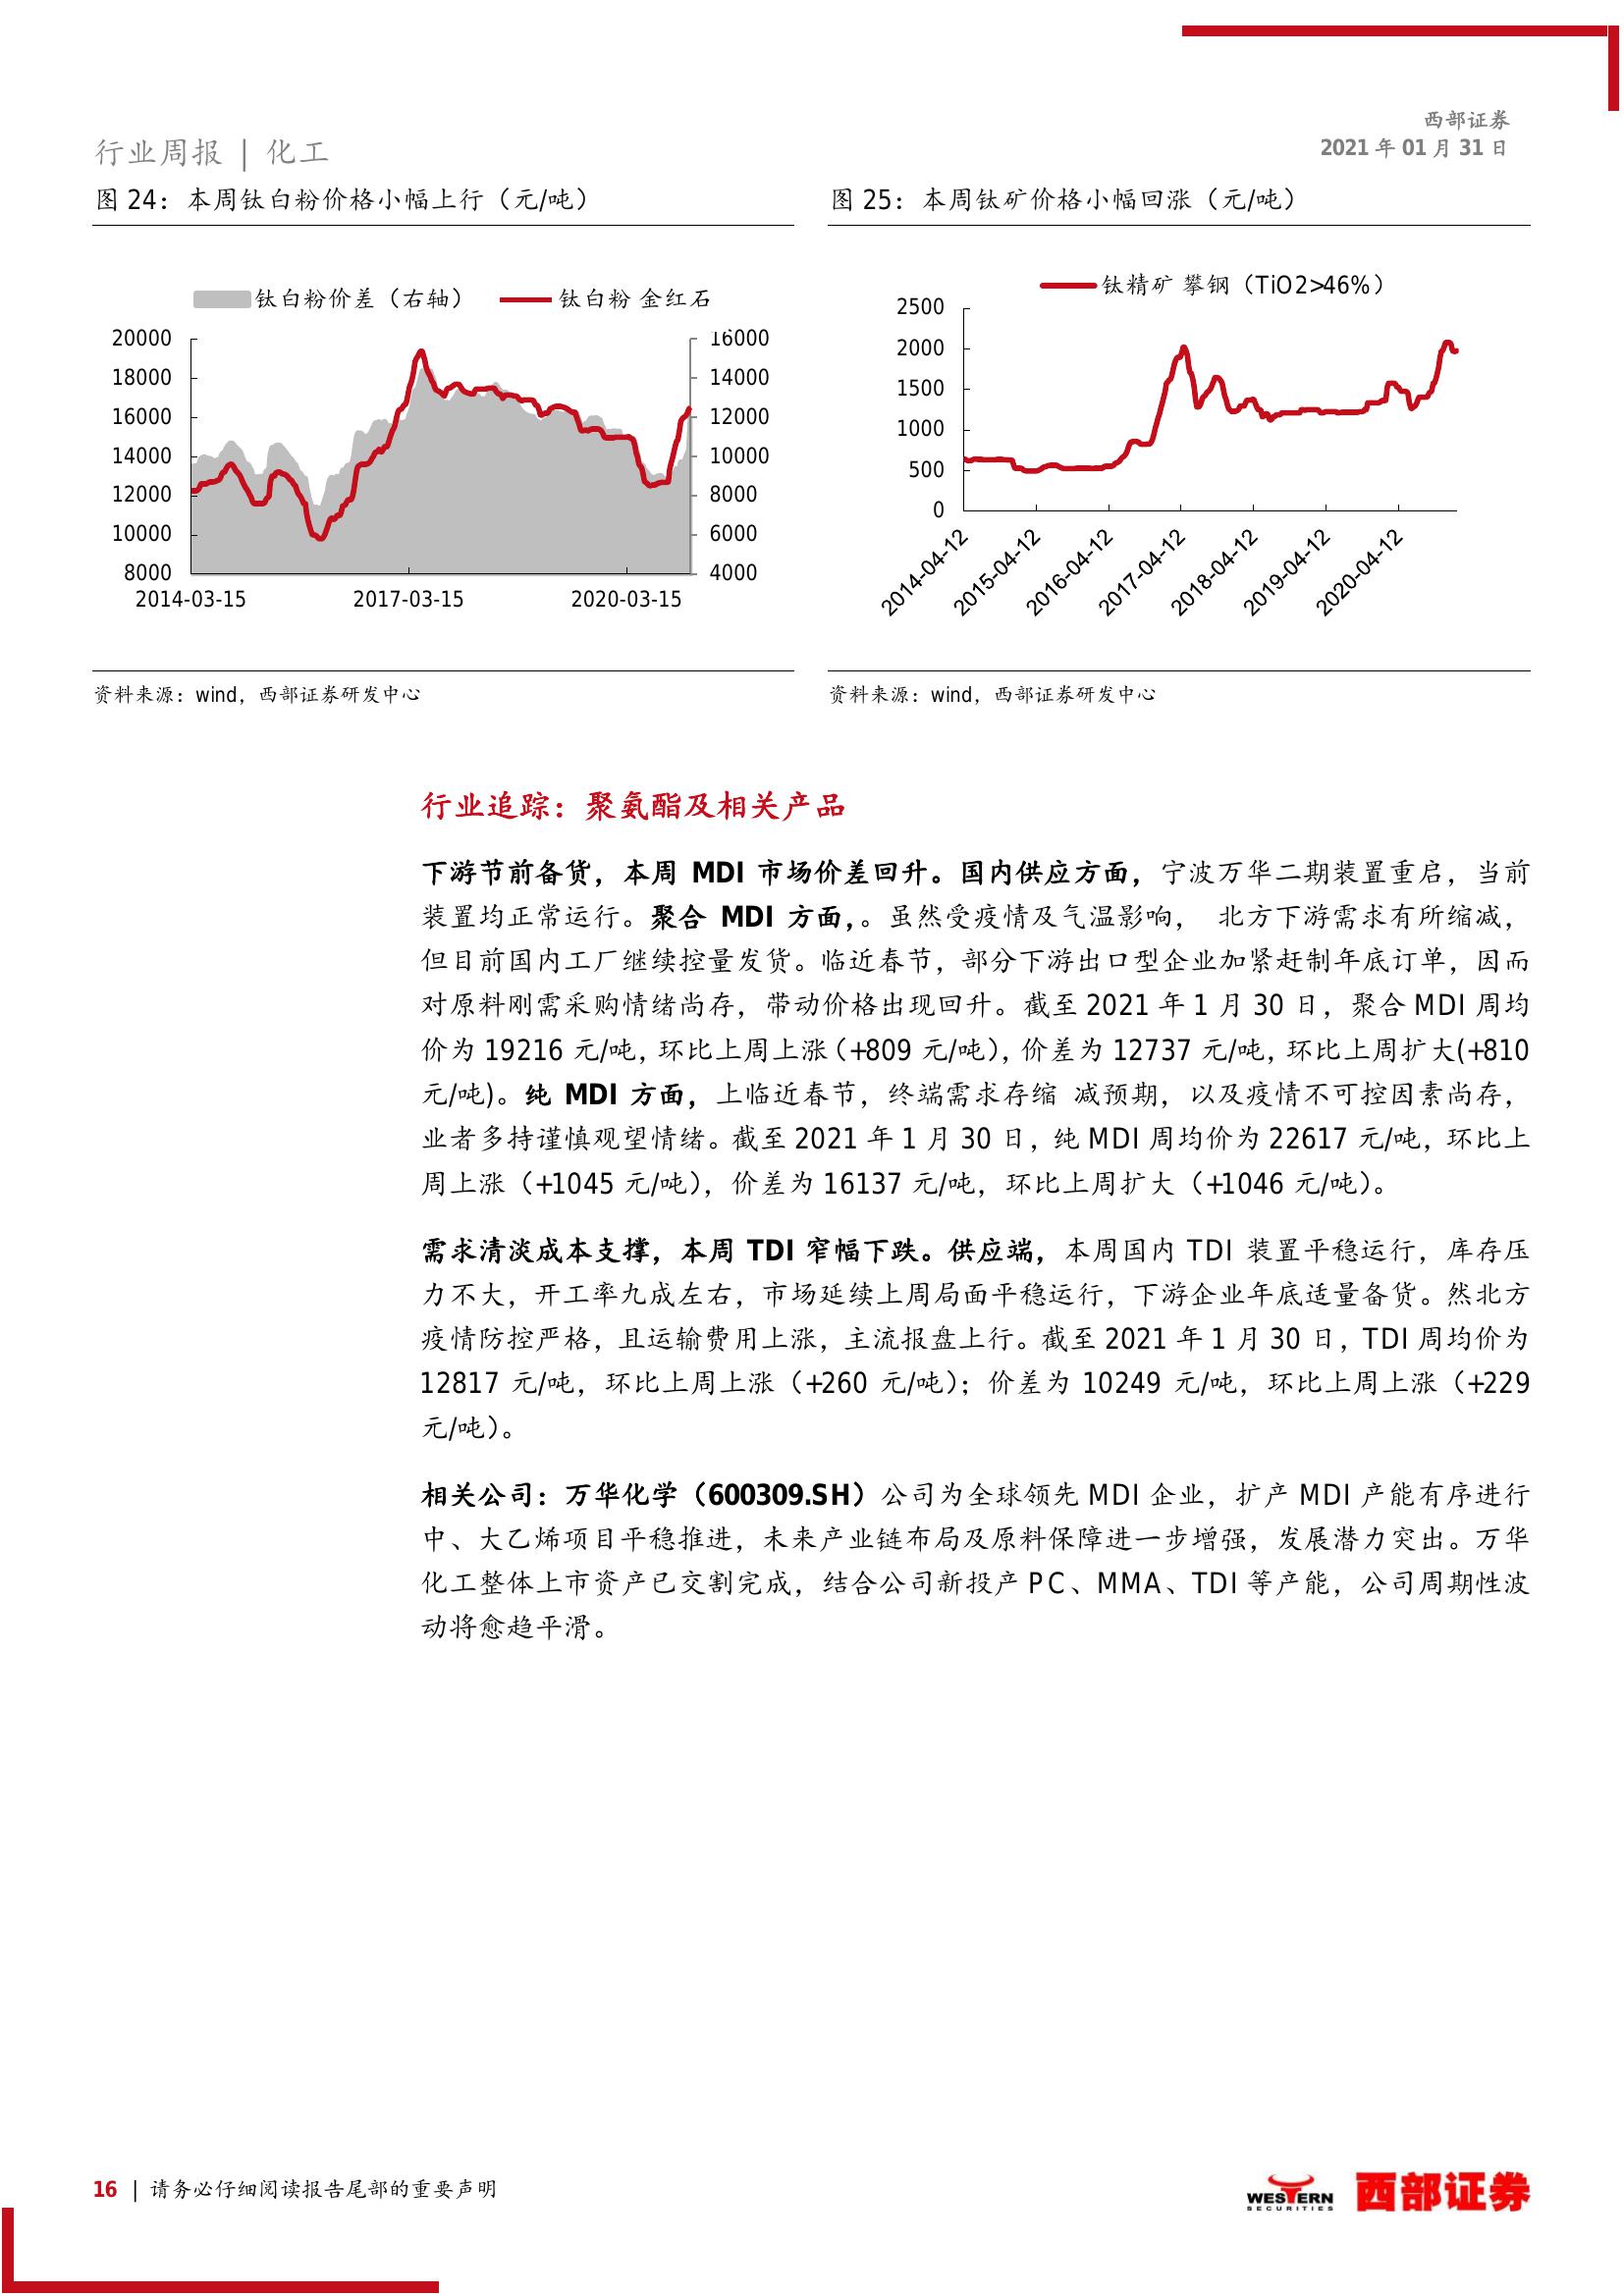 西部证券
2021 年 01 月 31 日
行业周报 | 化工
图 24：本周钛白粉价格小幅上行（元/吨）
钛白粉价差（右轴） 钛白粉 金红石
20000
18000
16000
14000
12000
10000
8000
16000
14000
12000
10000
8000
6000
4000
2014-03-15 2017-03-15 2020-03-15
资料来源：wind，西部证券研发中心
图 25：本周钛矿价格小幅回涨（元/吨）
钛精矿 攀钢（TiO2>46%）
2500
2000
1500
1000
500
0
2014-04-12 2015-04-12 2016-04-12 2017-04-12 2018-04-12 2019-04-12 2020-04-12
资料来源：wind，西部证券研发中心
行业追踪：聚氨酯及相关产品
下游节前备货，本周 MDI 市场价差回升。国内供应方面，宁波万华二期装置重启，当前
装置均正常运行。聚合 MDI 方面，。虽然受疫情及气温影响， 北方下游需求有所缩减，
但目前国内工厂继续控量发货。临近春节，部分下游出口型企业加紧赶制年底订单，因而
对原料刚需采购情绪尚存，带动价格出现回升。截至 2021 年 1 月 30 日，聚合 MDI 周均
价为 19216 元/吨，环比上周上涨（+809 元/吨），价差为 12737 元/吨，环比上周扩大(+810
元/吨)。纯 MDI 方面，上临近春节，终端需求存缩 减预期，以及疫情不可控因素尚存，
业者多持谨慎观望情绪。截至 2021 年 1 月 30 日，纯 MDI 周均价为 22617 元/吨，环比上
周上涨（+1045 元/吨），价差为 16137 元/吨，环比上周扩大（+1046 元/吨）。
需求清淡成本支撑，本周 TDI 窄幅下跌。供应端，本周国内 TDI 装置平稳运行，库存压
力不大，开工率九成左右，市场延续上周局面平稳运行，下游企业年底适量备货。然北方
疫情防控严格，且运输费用上涨，主流报盘上行。截至 2021 年 1 月 30 日，TDI 周均价为
12817 元/吨，环比上周上涨（+260 元/吨）；价差为 10249 元/吨，环比上周上涨（+229
元/吨）。
相关公司：万华化学（600309.SH）公司为全球领先 MDI 企业，扩产 MDI 产能有序进行
中、大乙烯项目平稳推进，未来产业链布局及原料保障进一步增强，发展潜力突出。万华
化工整体上市资产已交割完成，结合公司新投产 PC、MMA、TDI 等产能，公司周期性波
动将愈趋平滑。
16 | 请务必仔细阅读报告尾部的重要声明
WESTERN
SECURITIES
西部证券